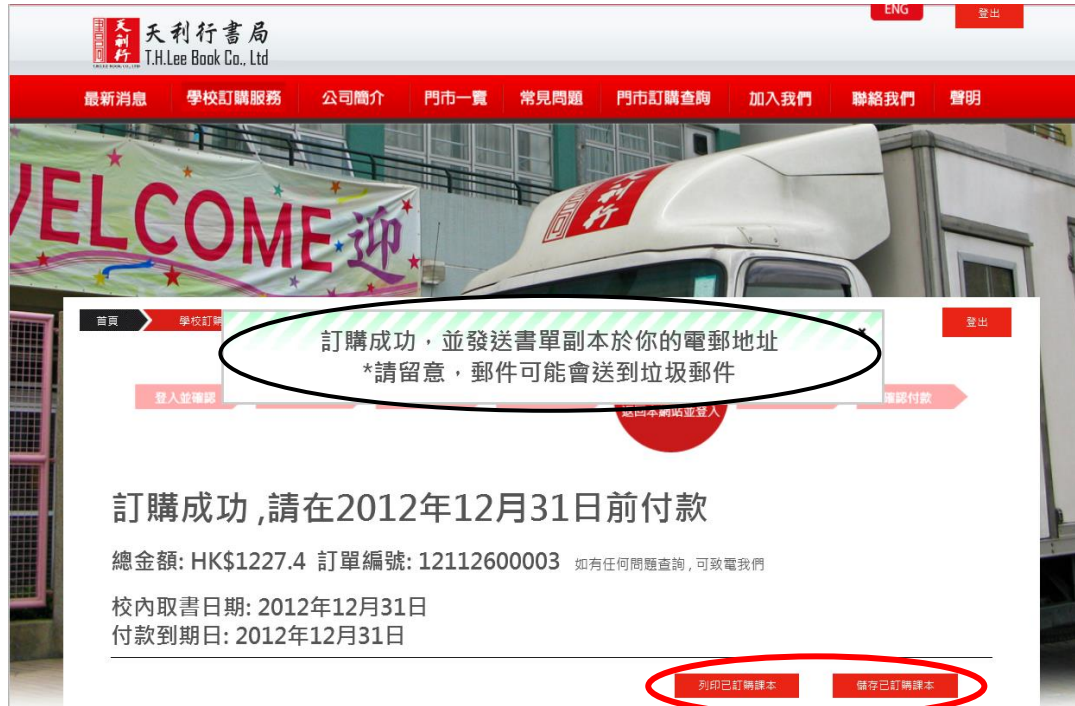 ENG
登出
天利行書局
T.H.Lee Book Co., Ltd
最新消息 學校訂購服務 公司簡介 門市一覽 常見問題 門市訂購查詢 加入我們 聯絡我們 聲明
VELCOME 迎
天利行
首頁 學校訂購
登出
訂購成功，並發送書單副本於你的電郵地址
*請留意，郵件可能會送到垃圾郵件
登入並確認
返回本網站並登入
確認付款
訂購成功 ,請在2012年12月31日前付款
總金額: HK$1227.4 訂單編號: 12112600003 如有任何問題查詢 , 可致電我們
校內取書日期: 2012年12月31日
付款到期日: 2012年12月31日
列印已訂購課本 儲存已訂購課本